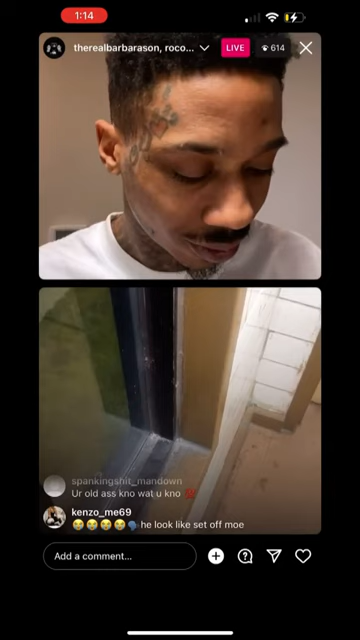 1:14
therealbarbarason, roco...
LIVE
614
spankingshit_mandown
Ur old ass kno wat u kno 💯
kenzo_me69
😂😂😂😂🗣️he look like set off moe
Add a comment...